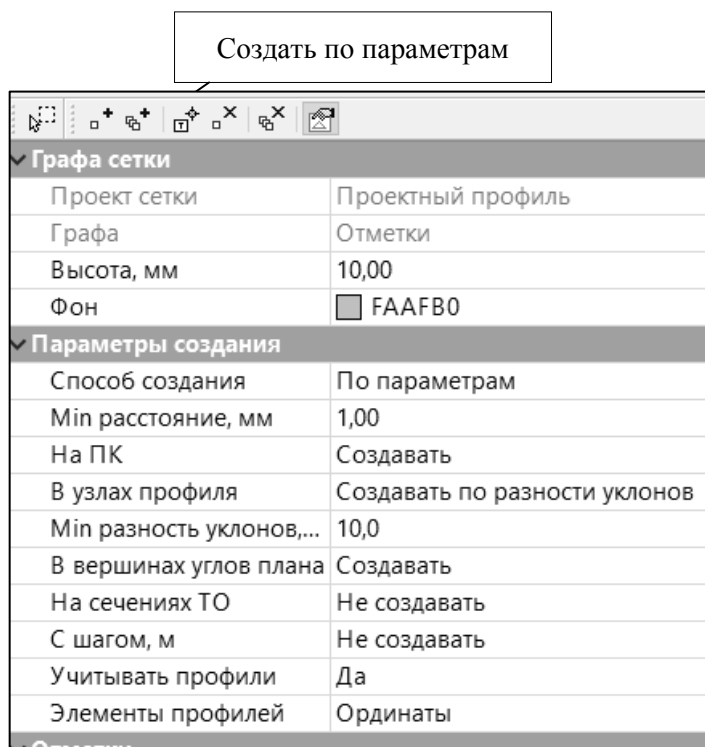 Создать по параметрам
Графа сетки
Проект сетки Проектный профиль
Графа Отметки
Высота, мм 10,00
Фон FAAFB0
Параметры создания
Способ создания По параметрам
Min расстояние, мм 1,00
На ПК Создавать
В узлах профиля Создавать по разности уклонов
Min разность уклонов,... 10,0
В вершинах углов плана Создавать
На сечениях ТО Не создавать
С шагом, м Не создавать
Учитывать профили Да
Элементы профилей Ординаты